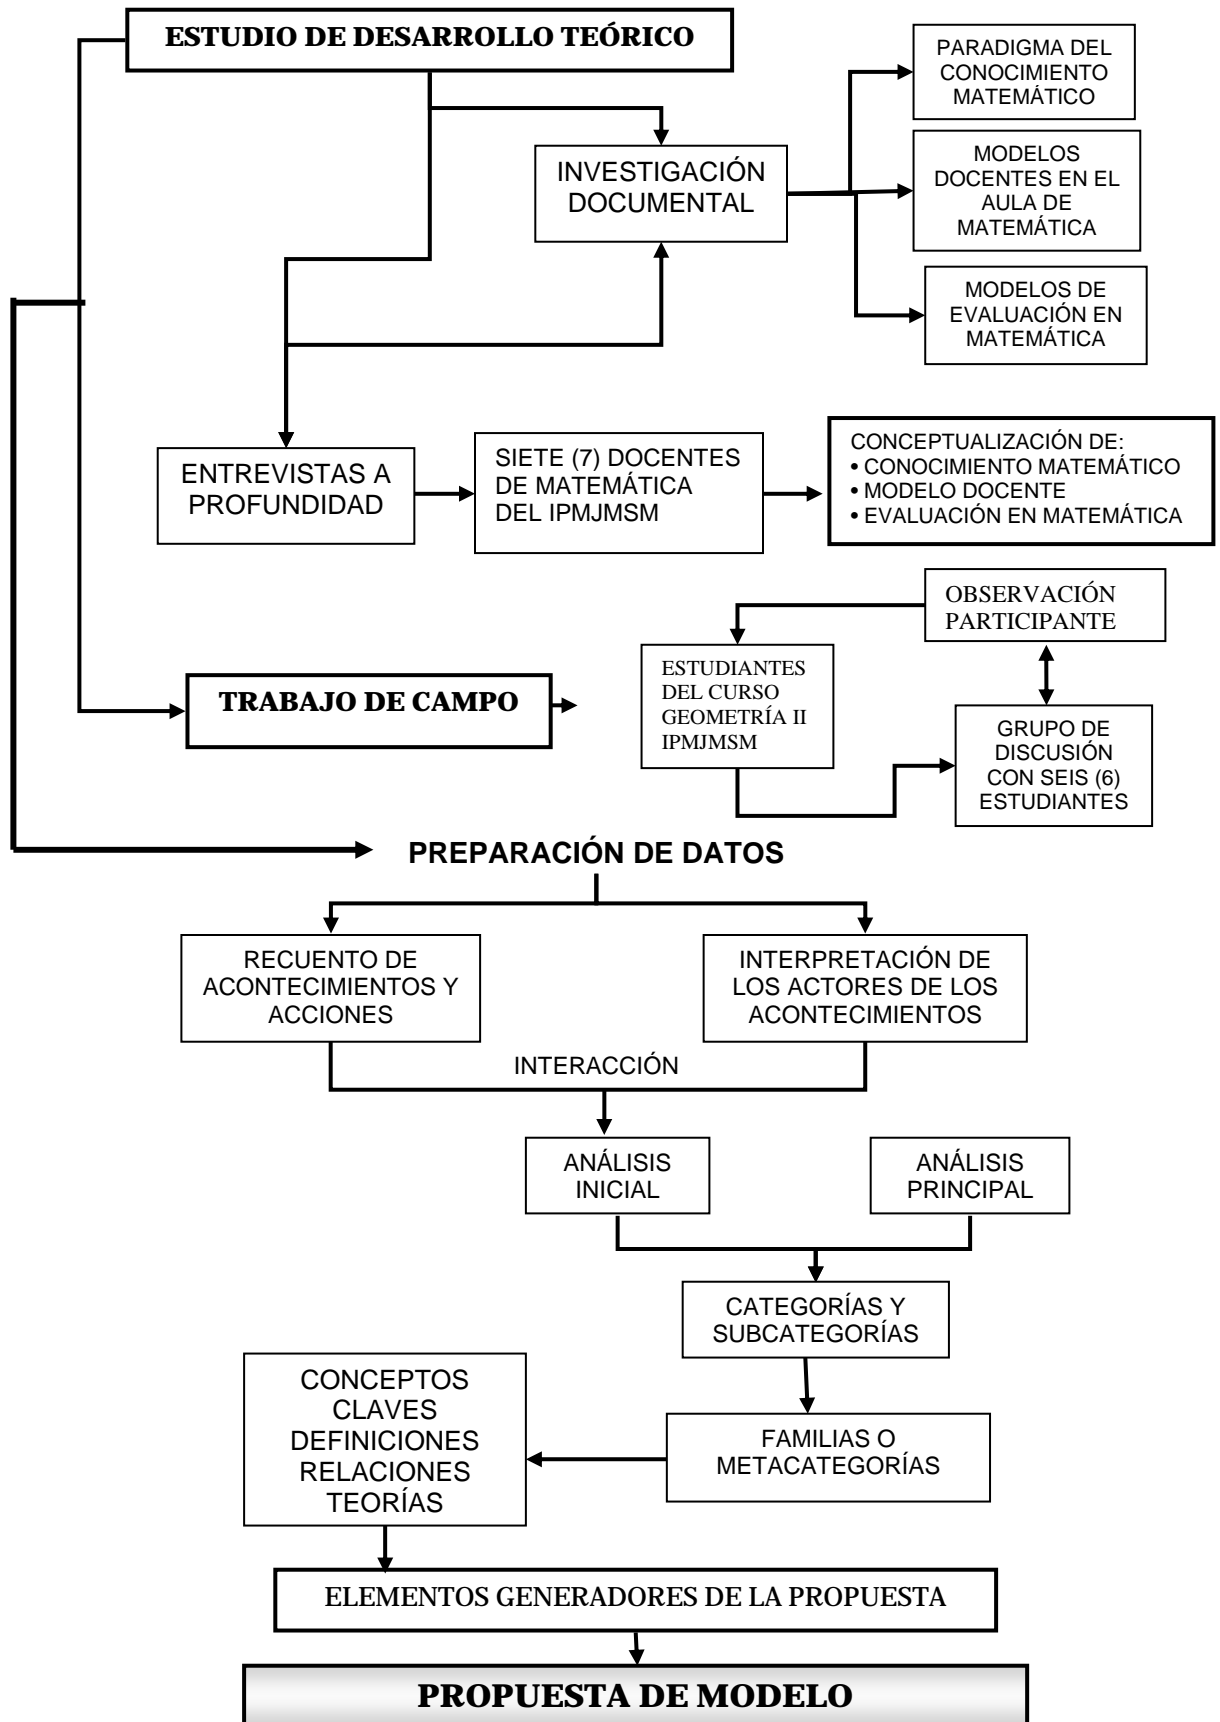 ESTUDIO DE DESARROLLO TEÓRICO
PARADIGMA DEL
CONOCIMIENTO
MATEMÁTICO
INVESTIGACIÓN
DOCUMENTAL
MODELOS
DOCENTES EN EL
AULA DE
MATEMÁTICA
MODELOS DE
EVALUACIÓN EN
MATEMÁTICA
ENTREVISTAS A
PROFUNDIDAD
SIETE (7) DOCENTES
DE MATEMÁTICA
DEL IPMJMSM
CONCEPTUALIZACIÓN DE:
• CONOCIMIENTO MATEMÁTICO
• MODELO DOCENTE
• EVALUACIÓN EN MATEMÁTICA
OBSERVACIÓN
PARTICIPANTE
TRABAJO DE CAMPO
ESTUDIANTES
DEL CURSO
GEOMETRÍA II
IPMJMSM
GRUPO DE
DISCUSIÓN
CON SEIS (6)
ESTUDIANTES
PREPARACIÓN DE DATOS
RECUENTO DE
ACONTECIMIENTOS Y
ACCIONES
INTERPRETACIÓN DE
LOS ACTORES DE LOS
ACONTECIMIENTOS
INTERACCIÓN
ANÁLISIS
INICIAL
ANÁLISIS
PRINCIPAL
CATEGORÍAS Y
SUBCATEGORÍAS
CONCEPTOS
CLAVES
DEFINICIONES
RELACIONES
TEORÍAS
FAMILIAS O
METACATEGORÍAS
ELEMENTOS GENERADORES DE LA PROPUESTA
PROPUESTA DE MODELO